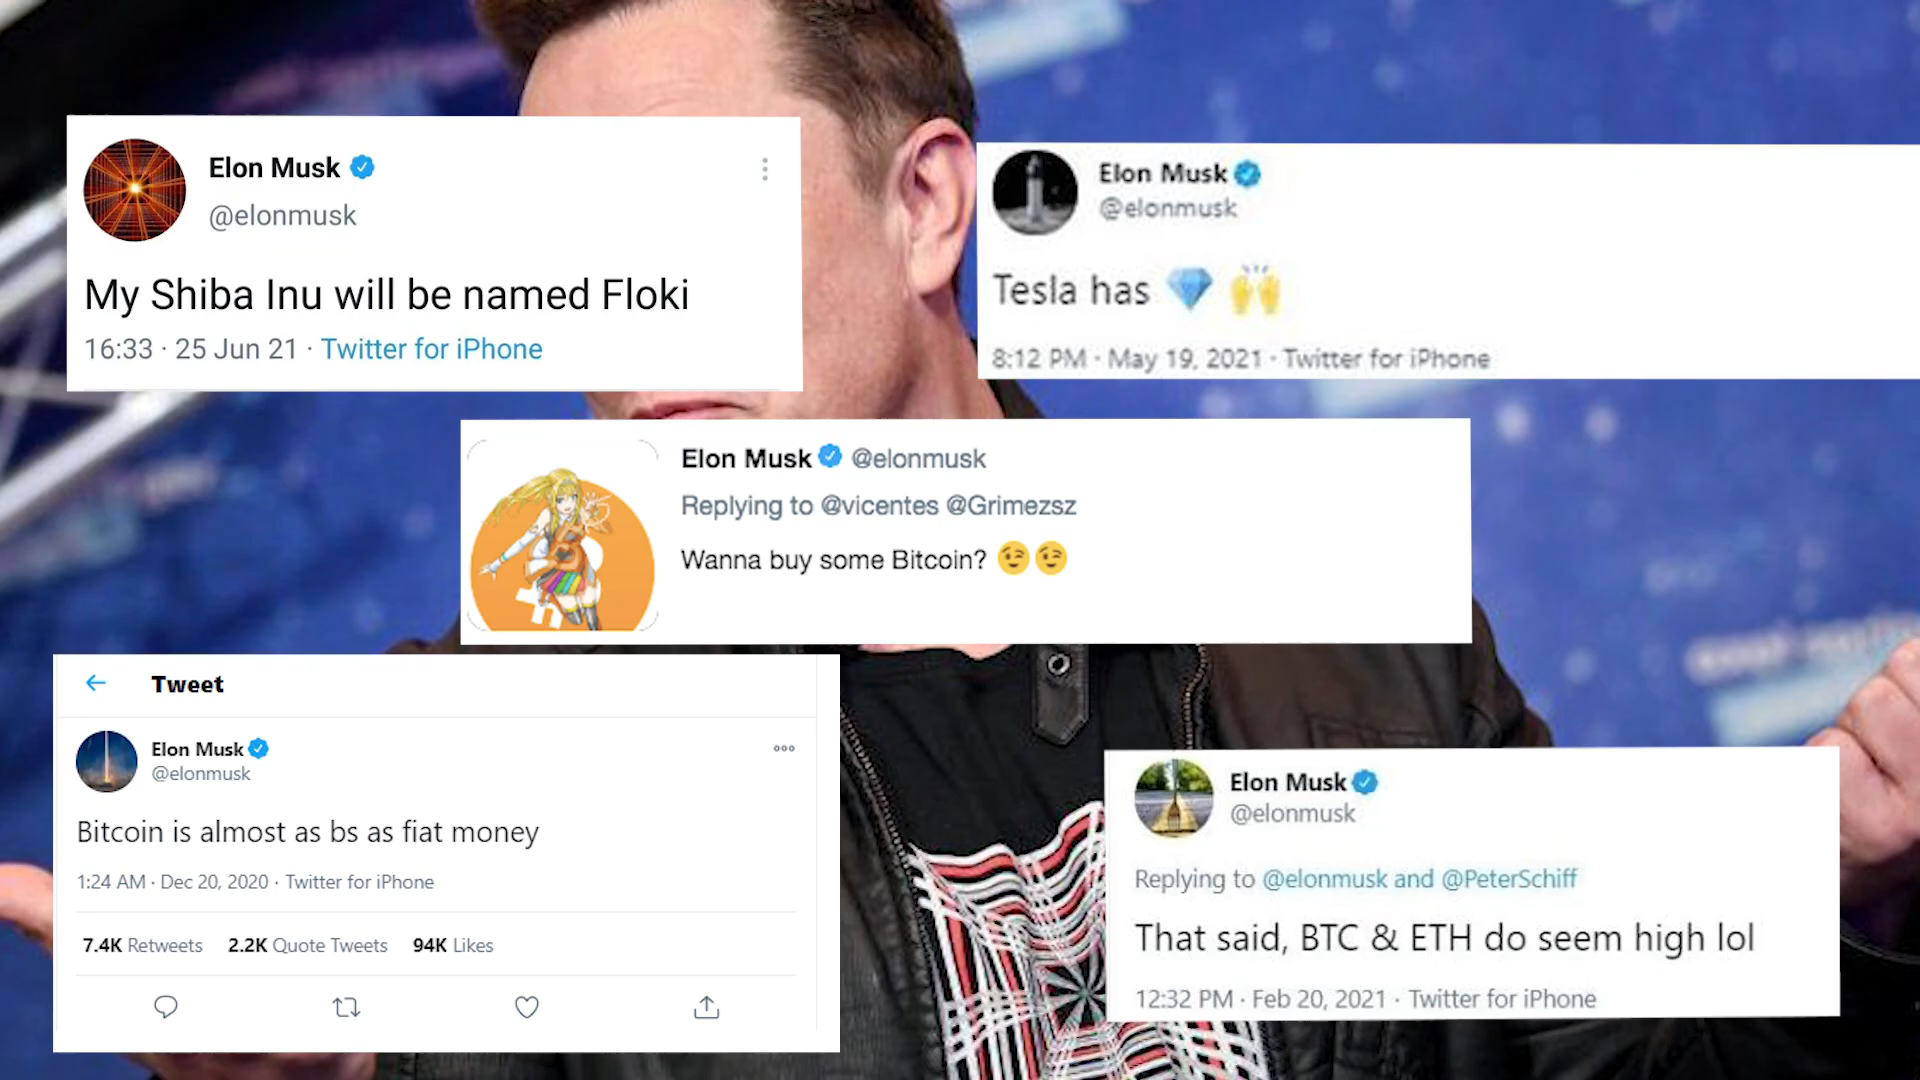 Elon Musk
@elonmusk
My Shiba Inu will be named Floki
16:33 · 25 Jun 21 · Twitter for iPhone
Elon Musk
@elonmusk
Tesla has 💎 🙌
8:12 PM · May 19, 2021 · Twitter for iPhone
Elon Musk @elonmusk
Replying to @vicentes @Grimezsz
Wanna buy some Bitcoin? 😉😉
Tweet
Elon Musk
@elonmusk
Bitcoin is almost as bs as fiat money
1:24 AM · Dec 20, 2020 · Twitter for iPhone
7.4K Retweets 2.2K Quote Tweets 94K Likes
Elon Musk
@elonmusk
Replying to @elonmusk and @PeterSchiff
That said, BTC & ETH do seem high lol
12:32 PM · Feb 20, 2021 · Twitter for iPhone